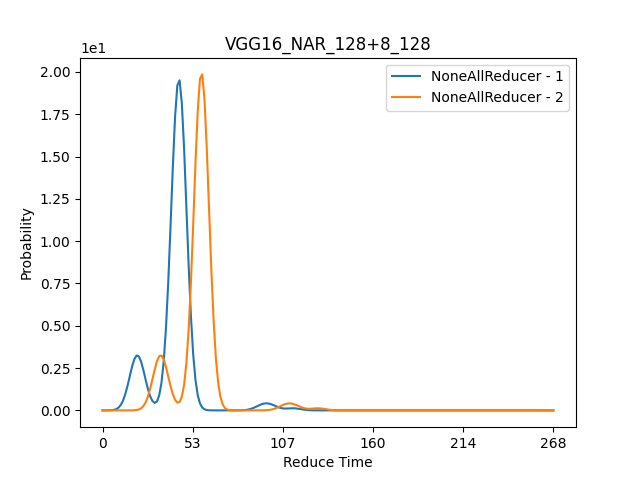 VGG16_NAR_128+8_128
1e1
NoneAllReducer - 1
NoneAllReducer - 2
2.00
1.75
1.50
1.25
1.00
0.75
0.50
0.25
0.00
Probability
0 53 107 160 214 268
Reduce Time